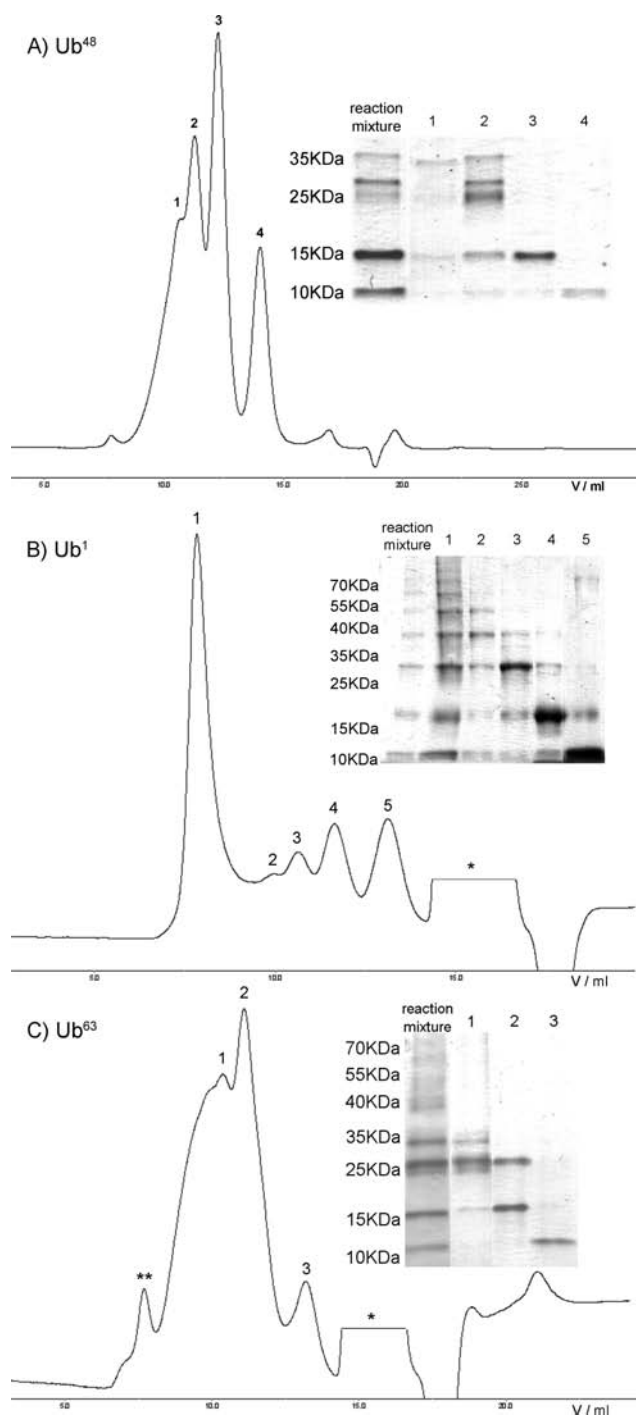 A) Ub⁴⁸
3
2
1
4
reaction
mixture
1 2 3 4
35KDa
25KDa
15KDa
10KDa
5.0 10.0 15.0 20.0 25.0 V / ml
B) Ub¹
1
2
3
4
5
*
reaction
mixture
1 2 3 4 5
70KDa
55KDa
40KDa
35KDa
25KDa
15KDa
10KDa
5.0 10.0 15.0 V / ml
C) Ub⁶³
2
1
**
3
*
reaction
mixture
1 2 3
70KDa
55KDa
40KDa
35KDa
25KDa
15KDa
10KDa
5.0 10.0 20.0 V / ml